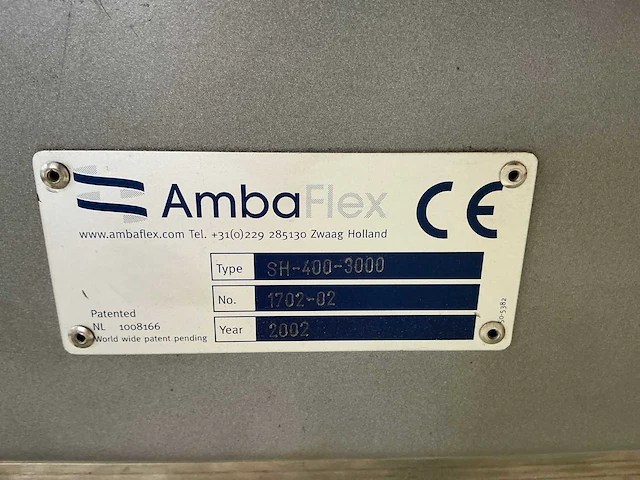 AmbaFlex CE
www.ambaflex.com Tel. +31(0)229 285130 Zwaag Holland
Type SH-400-3000
No. 1702-02
Year 2002
Patented
NL 1008166
World wide patent pending